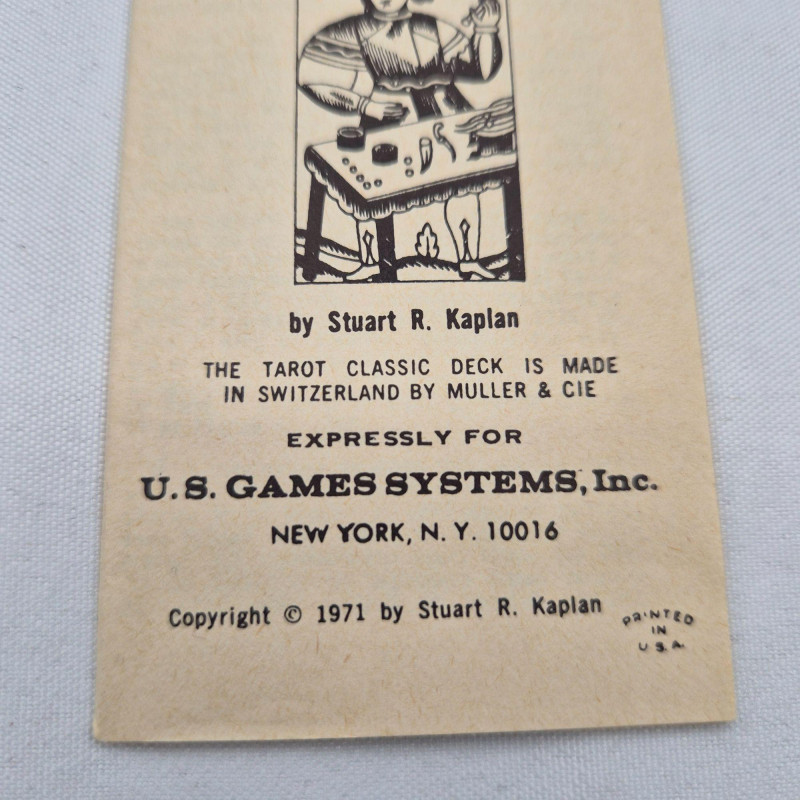 by Stuart R. Kaplan
THE TAROT CLASSIC DECK IS MADE
IN SWITZERLAND BY MULLER & CIE
EXPRESSLY FOR
U.S. GAMES SYSTEMS, Inc.
NEW YORK, N. Y. 10016
Copyright © 1971 by Stuart R. Kaplan
PRINTED
IN
U.S.A.